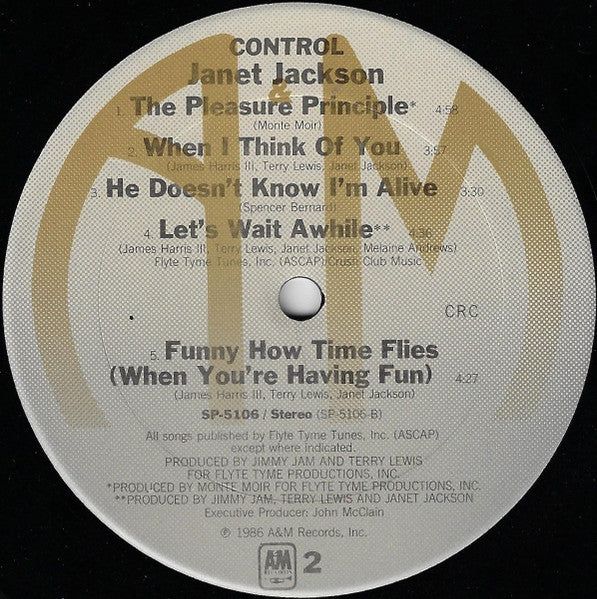 CONTROL
Janet Jackson
1. The Pleasure Principle* 4:58
(Monte Moir)
2. When I Think Of You 3:57
(James Harris III, Terry Lewis, Janet Jackson)
3. He Doesn't Know I'm Alive 3:30
(Spencer Bernard)
4. Let's Wait Awhile** 4:36
(James Harris III, Terry Lewis, Janet Jackson, Melaine Andrews)
Flyte Tyme Tunes, Inc. (ASCAP)/Crush Club Music
CRC
5. Funny How Time Flies
(When You're Having Fun) 4:27
(James Harris III, Terry Lewis, Janet Jackson)
SP-5106 / Stereo (SP-5106-B)
All songs published by Flyte Tyme Tunes, Inc. (ASCAP)
except where indicated.
PRODUCED BY JIMMY JAM AND TERRY LEWIS
FOR FLYTE TYME PRODUCTIONS, INC.
*PRODUCED BY MONTE MOIR FOR FLYTE TYME PRODUCTIONS, INC.
**PRODUCED BY JIMMY JAM, TERRY LEWIS AND JANET JACKSON
Executive Producer: John McClain
℗ 1986 A&M Records, Inc.
A&M
RECORDS
2